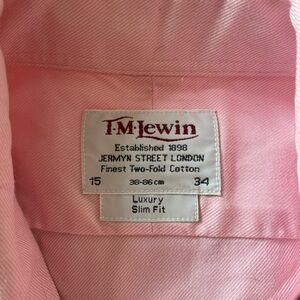 T·M·Lewin
Established 1898
JERMYN STREET LONDON
Finest Two-Fold Cotton
15 38-86cm 34
Luxury
Slim Fit